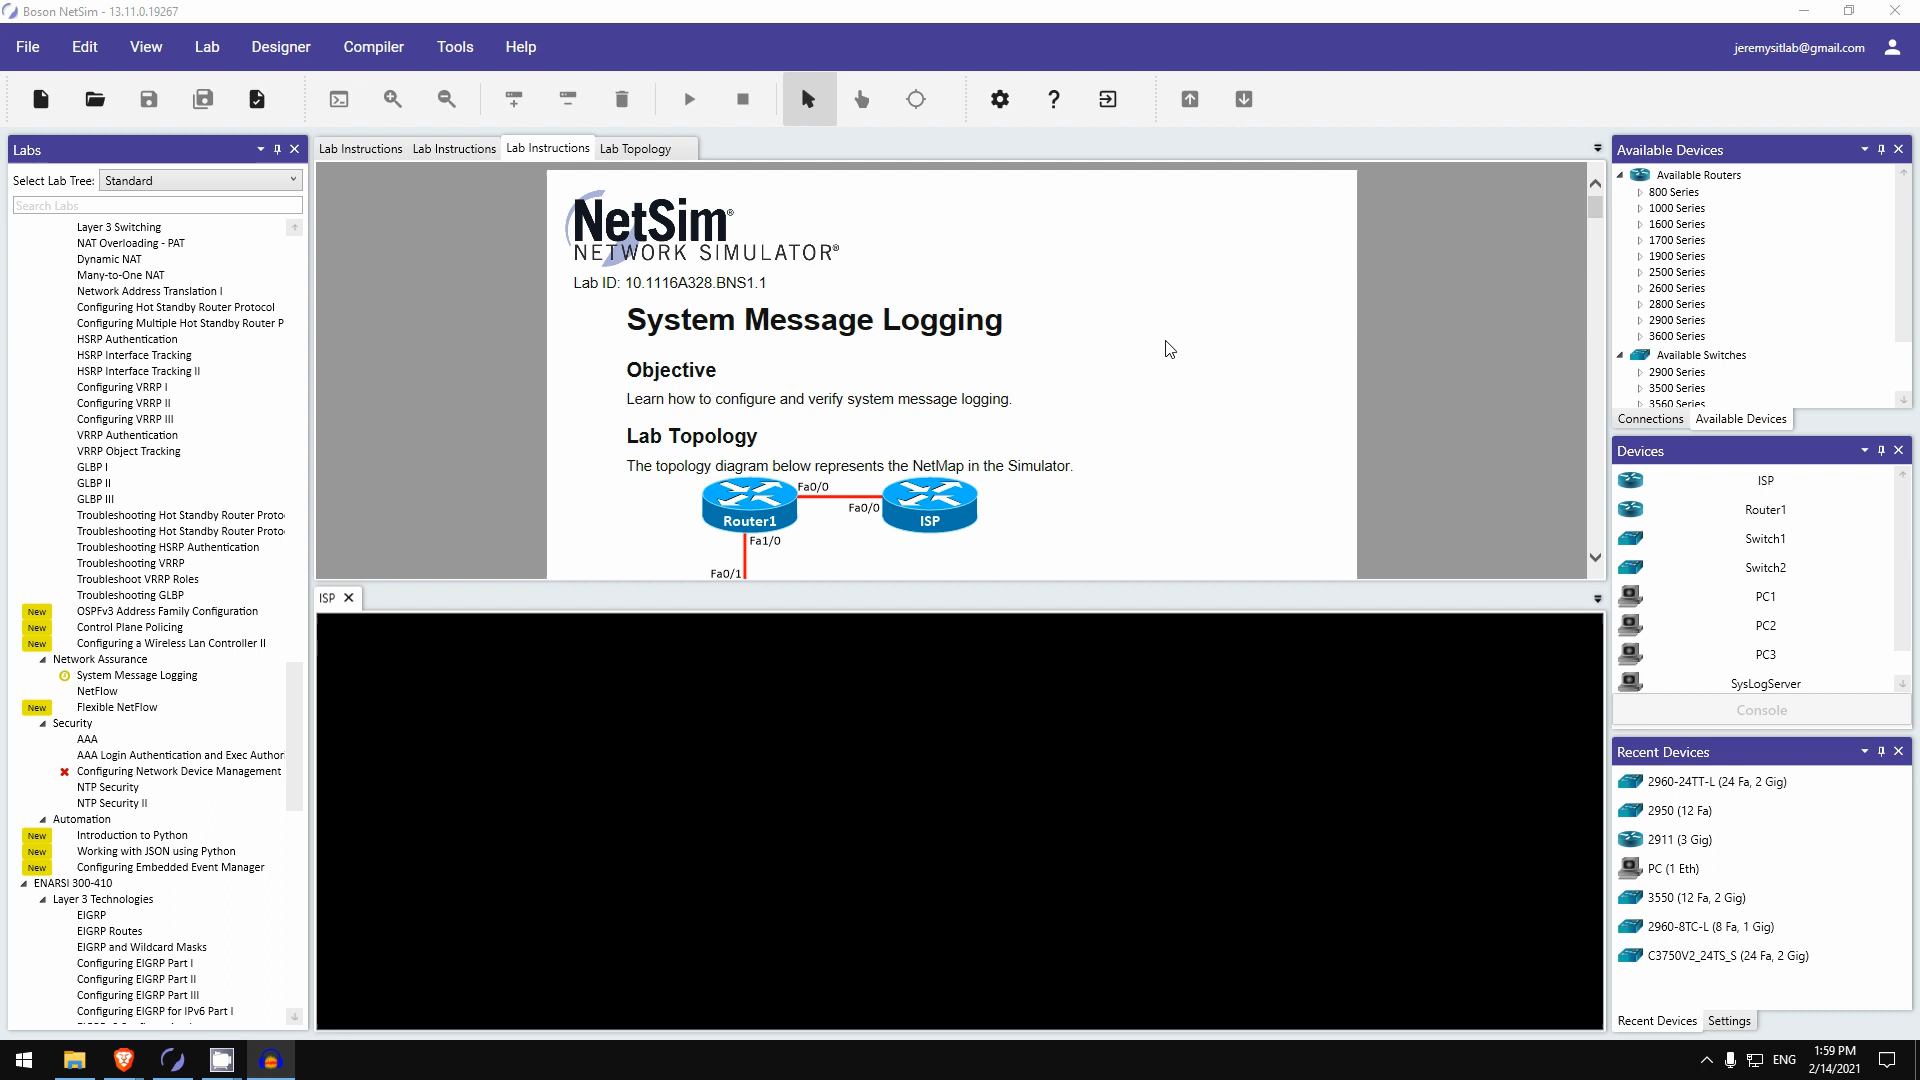 Boson NetSim - 13.11.0.19267
File Edit View Lab Designer Compiler Tools Help
jeremysitlab@gmail.com
Labs
Select Lab Tree: Standard
Search Labs
Layer 3 Switching
NAT Overloading - PAT
Dynamic NAT
Many-to-One NAT
Network Address Translation I
Configuring Hot Standby Router Protocol
Configuring Multiple Hot Standby Router P
HSRP Authentication
HSRP Interface Tracking
HSRP Interface Tracking II
Configuring VRRP I
Configuring VRRP II
Configuring VRRP III
VRRP Authentication
VRRP Object Tracking
GLBP I
GLBP II
GLBP III
Troubleshooting Hot Standby Router Proto
Troubleshooting Hot Standby Router Proto
Troubleshooting HSRP Authentication
Troubleshooting VRRP
Troubleshoot VRRP Roles
Troubleshooting GLBP
New OSPFv3 Address Family Configuration
New Control Plane Policing
New Configuring a Wireless Lan Controller II
Network Assurance
System Message Logging
NetFlow
New Flexible NetFlow
Security
AAA
AAA Login Authentication and Exec Author
Configuring Network Device Management
NTP Security
NTP Security II
Automation
New Introduction to Python
New Working with JSON using Python
New Configuring Embedded Event Manager
ENARSI 300-410
Layer 3 Technologies
EIGRP
EIGRP Routes
EIGRP and Wildcard Masks
Configuring EIGRP Part I
Configuring EIGRP Part II
Configuring EIGRP Part III
Configuring EIGRP for IPv6 Part I
Lab Instructions Lab Instructions Lab Instructions Lab Topology
NetSim®
NETWORK SIMULATOR®
Lab ID: 10.1116A328.BNS1.1
System Message Logging
Objective
Learn how to configure and verify system message logging.
Lab Topology
The topology diagram below represents the NetMap in the Simulator.
Fa0/0
Fa0/0
Router1
ISP
Fa1/0
Fa0/1
ISP
Available Devices
Available Routers
800 Series
1000 Series
1600 Series
1700 Series
1900 Series
2500 Series
2600 Series
2800 Series
2900 Series
3600 Series
Available Switches
2900 Series
3500 Series
3560 Series
Connections Available Devices
Devices
ISP
Router1
Switch1
Switch2
PC1
PC2
PC3
SysLogServer
Console
Recent Devices
2960-24TT-L (24 Fa, 2 Gig)
2950 (12 Fa)
2911 (3 Gig)
PC (1 Eth)
3550 (12 Fa, 2 Gig)
2960-8TC-L (8 Fa, 1 Gig)
C3750V2_24TS_S (24 Fa, 2 Gig)
Recent Devices Settings
ENG
1:59 PM
2/14/2021